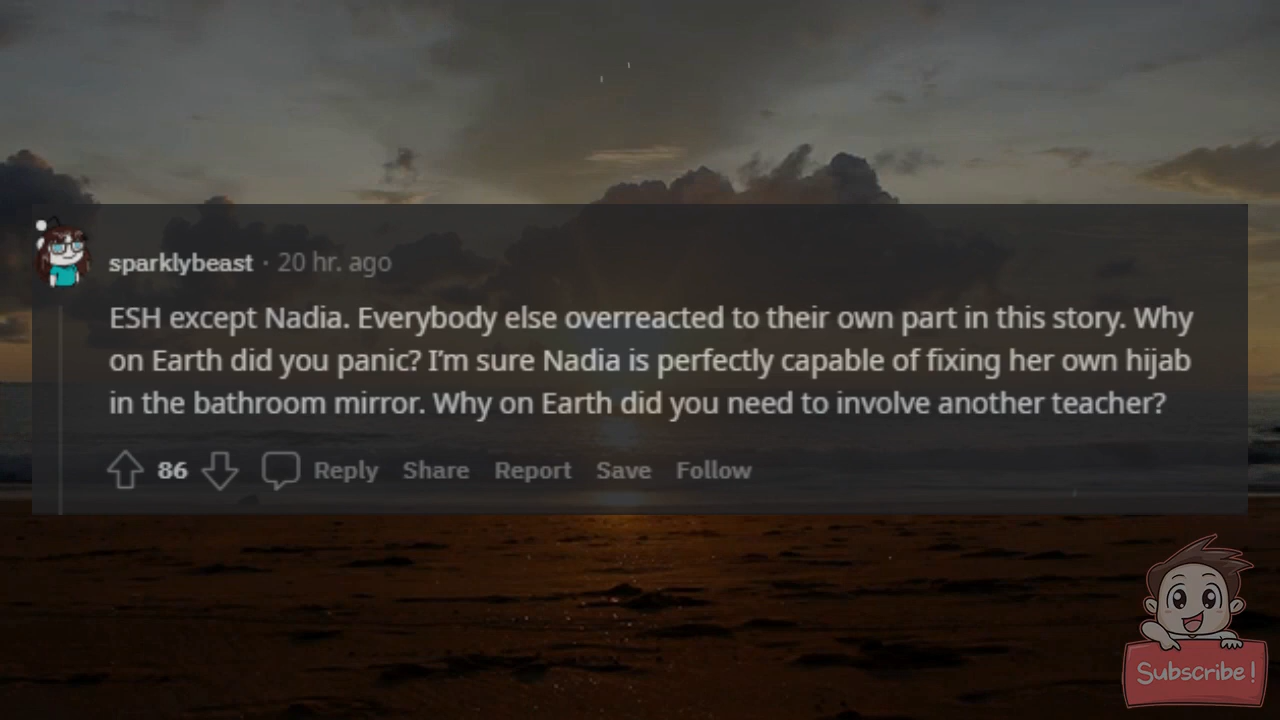 sparklybeast · 20 hr. ago
ESH except Nadia. Everybody else overreacted to their own part in this story. Why
on Earth did you panic? I’m sure Nadia is perfectly capable of fixing her own hijab
in the bathroom mirror. Why on Earth did you need to involve another teacher?
86 Reply Share Report Save Follow
Subscribe!